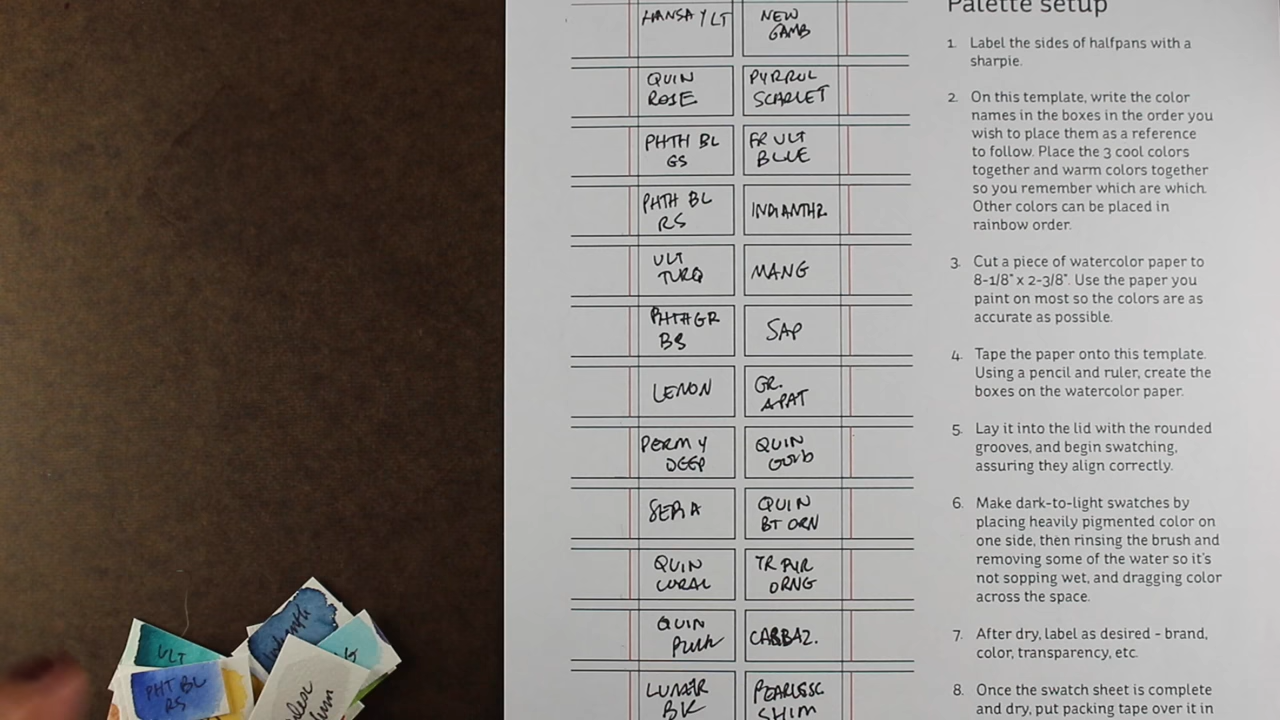 HANSA Y LT
NEW
GAMB
QUIN
ROSE
PYRROL
SCARLET
PHTH BL
GS
FR ULT
BLUE
PHTH BL
RS
INDIANTHR
ULT
TURQ
MANG
PHTH GR
BS
SAP
LEMON
GR.
APAT
PERM Y
DEEP
QUIN
GOLD
SEPIA
QUIN
BT ORN
QUIN
CORAL
TR PYR
ORNG
QUIN
PURR
CARBAZ.
LUNAR
BK
PEARLESC
SHIM
Palette setup
1. Label the sides of halfpans with a
sharpie.
2. On this template, write the color
names in the boxes in the order you
wish to place them as a reference
to follow. Place the 3 cool colors
together and warm colors together
so you remember which are which.
Other colors can be placed in
rainbow order.
3. Cut a piece of watercolor paper to
8-1/8" x 2-3/8". Use the paper you
paint on most so the colors are as
accurate as possible.
4. Tape the paper onto this template.
Using a pencil and ruler, create the
boxes on the watercolor paper.
5. Lay it into the lid with the rounded
grooves, and begin swatching,
assuring they align correctly.
6. Make dark-to-light swatches by
placing heavily pigmented color on
one side, then rinsing the brush and
removing some of the water so it's
not sopping wet, and dragging color
across the space.
7. After dry, label as desired - brand,
color, transparency, etc.
8. Once the swatch sheet is complete
and dry, put packing tape over it in
ULT
PHT BL
RS